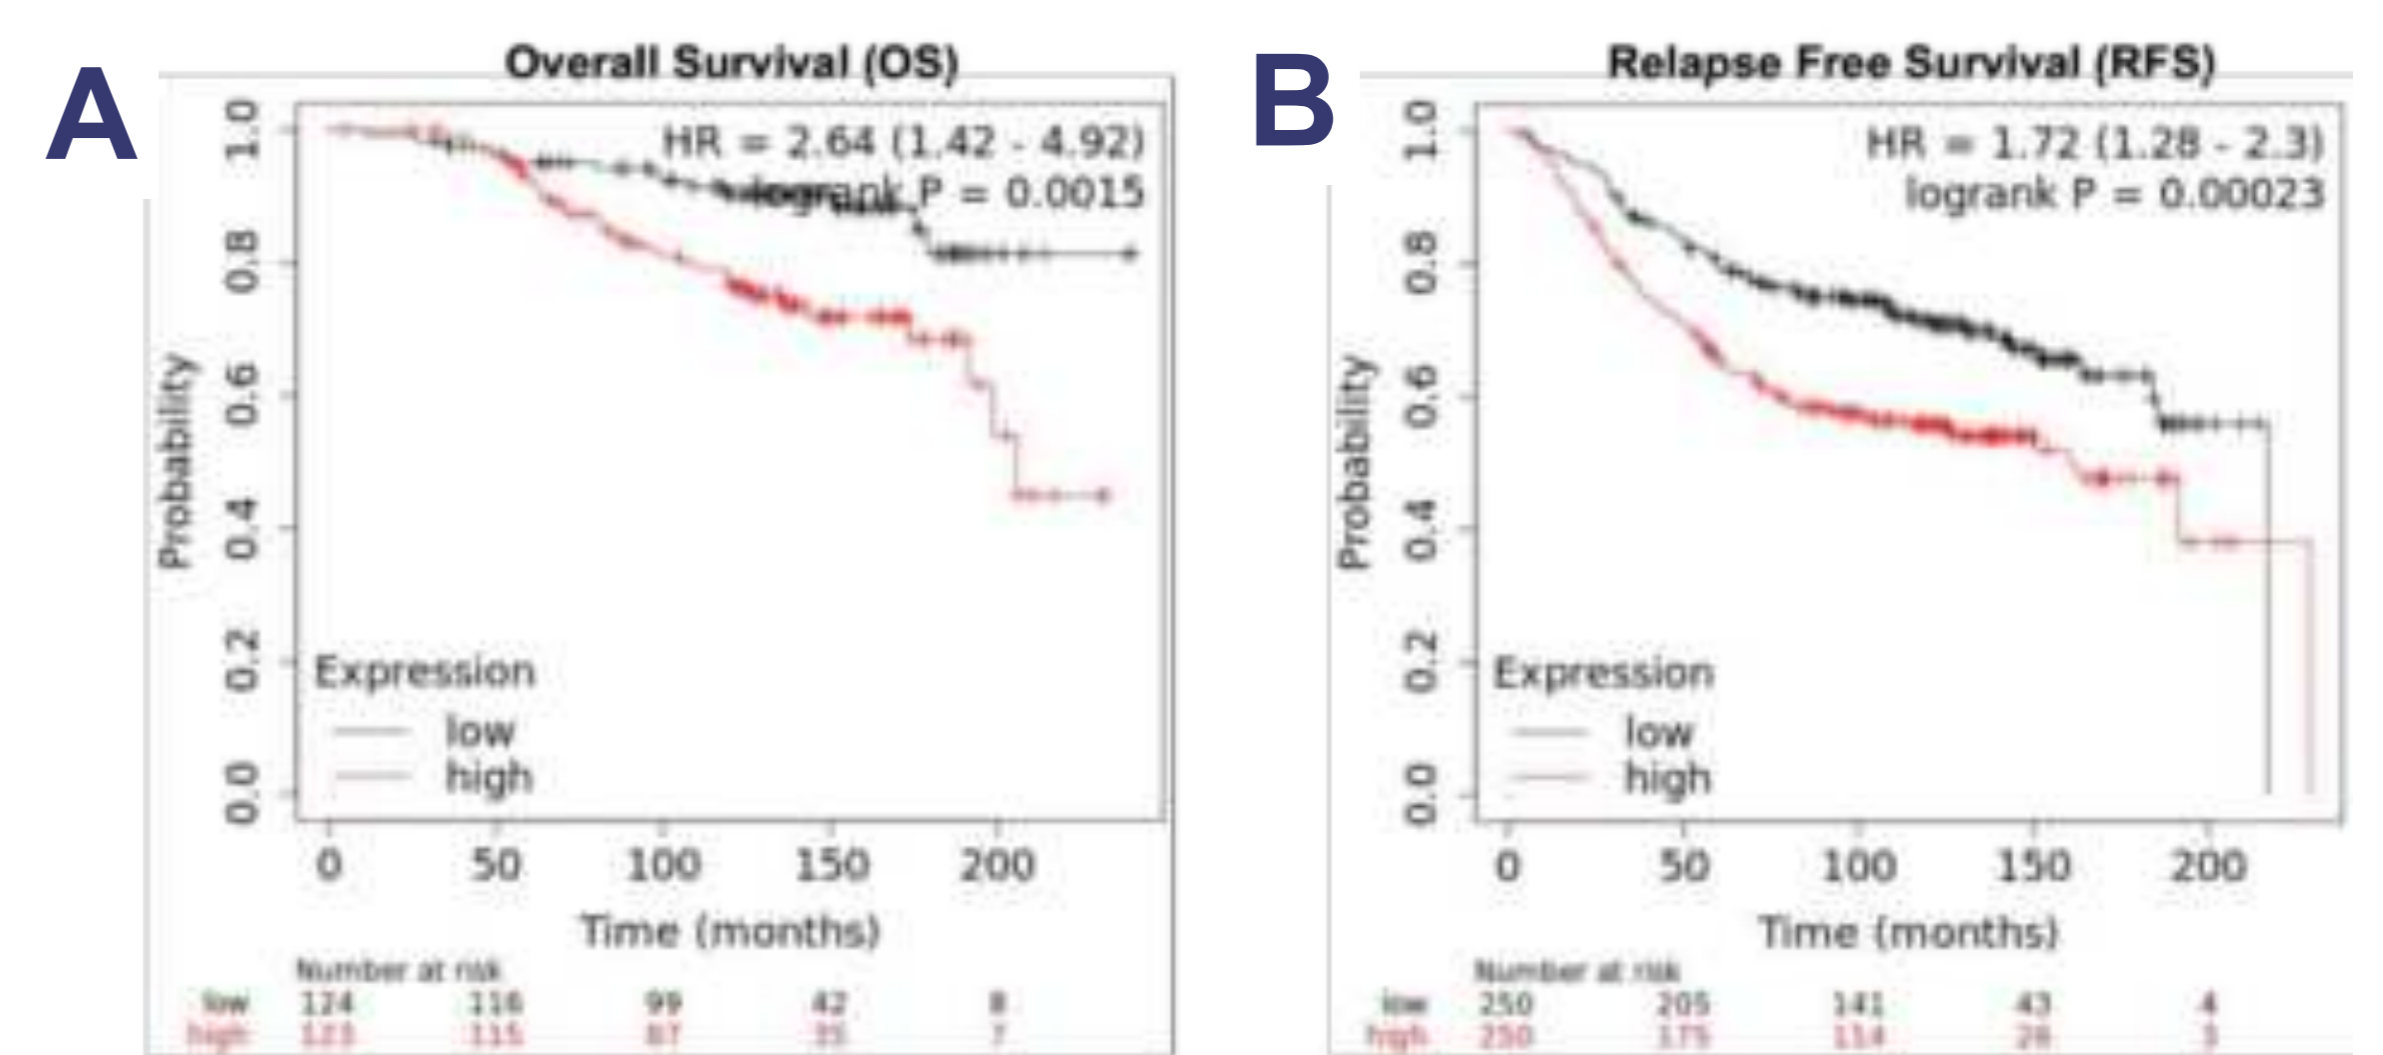 A
Overall Survival (OS)
HR = 2.64 (1.42 - 4.92)
logrank P = 0.0015
1.0
0.8
0.6
0.4
0.2
0.0
Probability
Expression
low
high
0 50 100 150 200
Time (months)
Number at risk
low 124 116 99 42 8
high 123 115 87 35 7
B
Relapse Free Survival (RFS)
HR = 1.72 (1.28 - 2.3)
logrank P = 0.00023
1.0
0.8
0.6
0.4
0.2
0.0
Probability
Expression
low
high
0 50 100 150 200
Time (months)
Number at risk
low 250 205 141 43 4
high 250 175 114 26 3